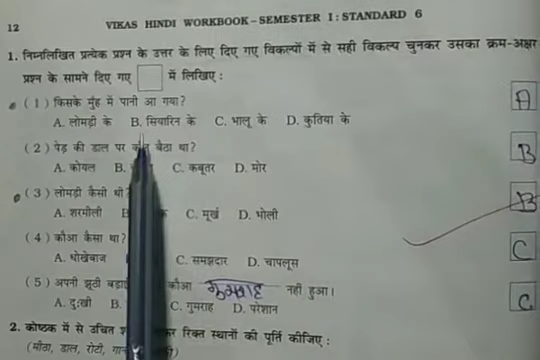 12 VIKAS HINDI WORKBOOK – SEMESTER I : STANDARD 6
1. निम्नलिखित प्रत्येक प्रश्न के उत्तर के लिए दिए गए विकल्पों में से सही विकल्प चुनकर उसका क्रम-अक्षर
प्रश्न के सामने दिए गए में लिखिए :
(1) किसके मुँह में पानी आ गया? A
A. लोमड़ी के B. सियारिन के C. भालू के D. कुतिया के
(2) पेड़ की डाल पर बैठा था? B
A. कोयल B. C. कबूतर D. मोर
(3) लोमड़ी कैसी थी B
A. शरमीली C. मूर्ख D. भोली
(4) कौआ कैसा था? C
A. धोखेबाज C. समझदार D. चापलूस
(5) अपनी झूठी कौआ गुमराह नहीं हुआ। C
A. दुःखी B. C. गुमराह D. परेशान
2. कोष्ठक में से उचित रिक्त स्थानों की पूर्ति कीजिए :
(मीठा, डाल, रोटी,